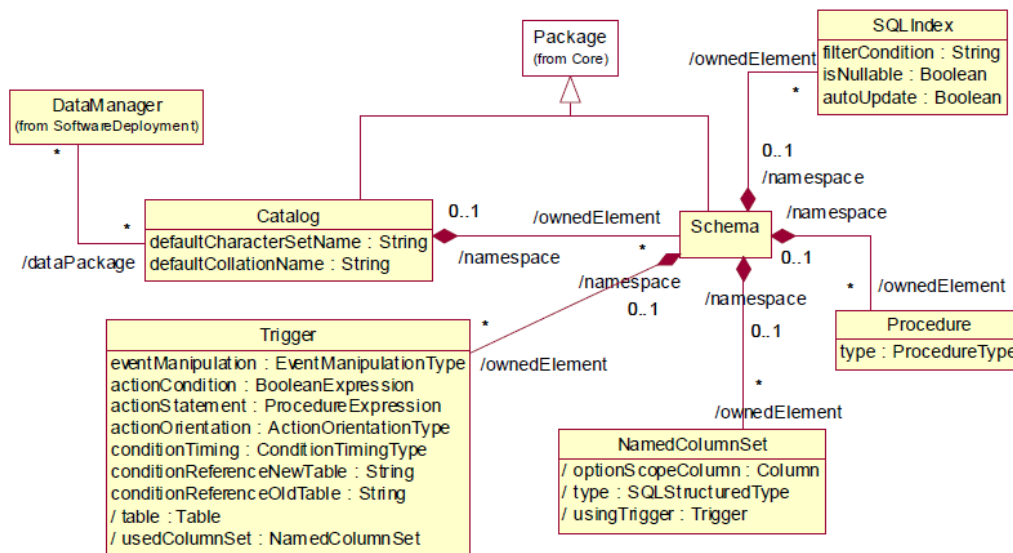 Package
(from Core)
SQLIndex
filterCondition : String
isNullable : Boolean
autoUpdate : Boolean
/ownedElement
*
0..1
/namespace
DataManager
(from SoftwareDeployment)
*
*
/dataPackage
Catalog
defaultCharacterSetName : String
defaultCollationName : String
0..1
/namespace
/ownedElement
*
Schema
/namespace
0..1
/ownedElement
*
Procedure
type : ProcedureType
/namespace
0..1
*
/ownedElement
Trigger
eventManipulation : EventManipulationType
actionCondition : BooleanExpression
actionStatement : ProcedureExpression
actionOrientation : ActionOrientationType
conditionTiming : ConditionTimingType
conditionReferenceNewTable : String
conditionReferenceOldTable : String
/ table : Table
/ usedColumnSet : NamedColumnSet
/namespace
0..1
*
/ownedElement
NamedColumnSet
/ optionScopeColumn : Column
/ type : SQLStructuredType
/ usingTrigger : Trigger